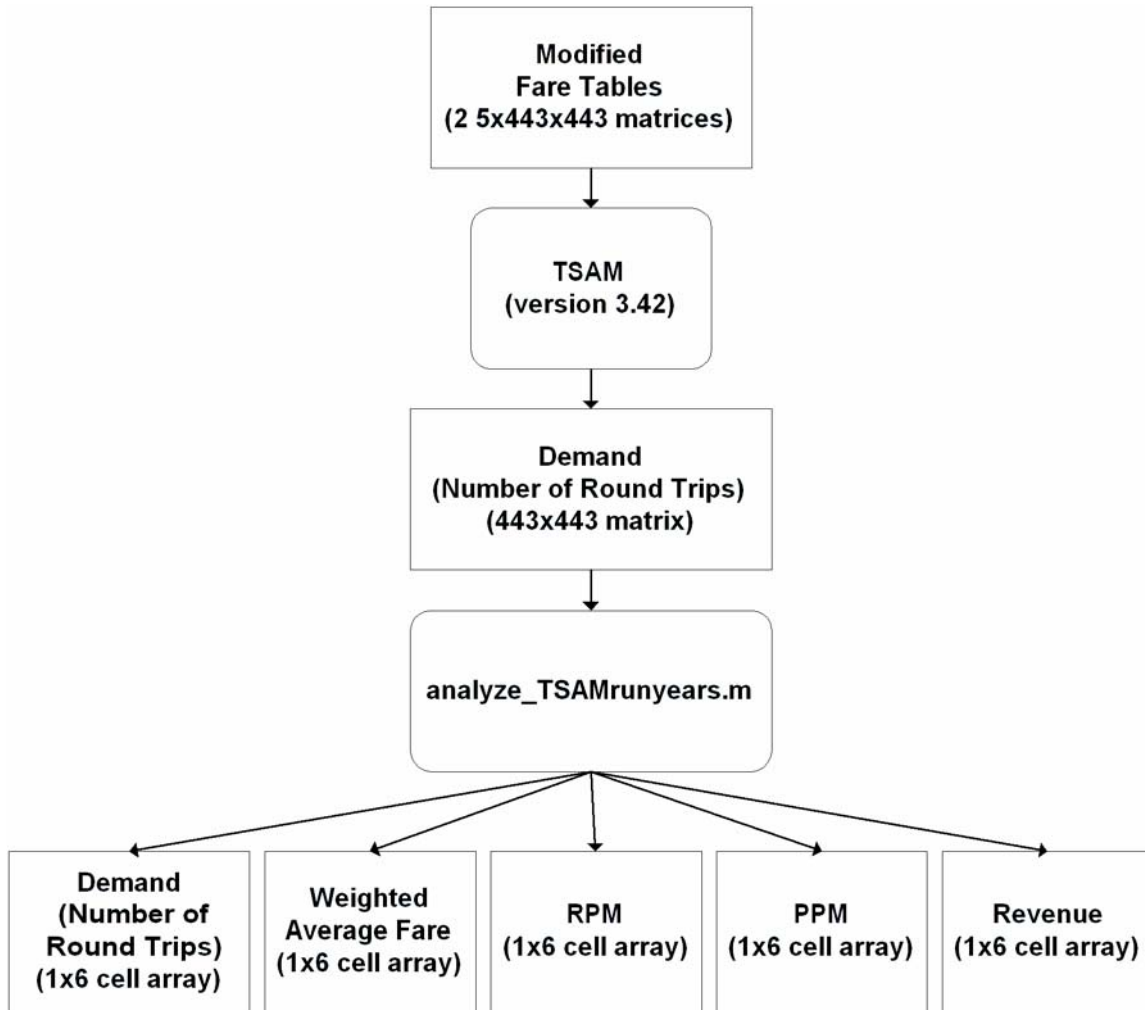 Modified
Fare Tables
(2 5x443x443 matrices)
TSAM
(version 3.42)
Demand
(Number of Round Trips)
(443x443 matrix)
analyze_TSAMrunyears.m
Demand
(Number of
Round Trips)
(1x6 cell array)
Weighted
Average Fare
(1x6 cell array)
RPM
(1x6 cell array)
PPM
(1x6 cell array)
Revenue
(1x6 cell array)